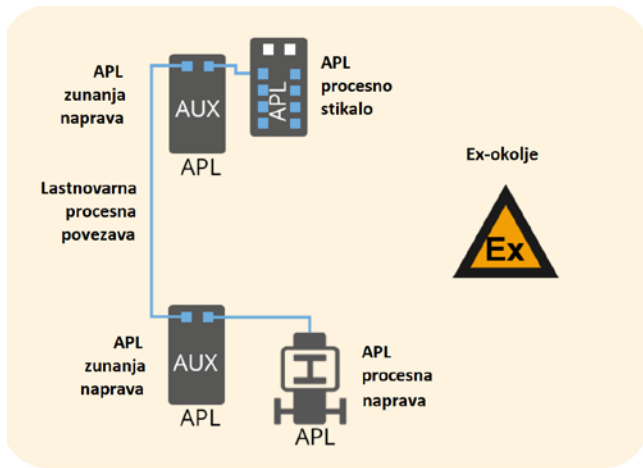 APL
zunanja
naprava
AUX
APL
APL
APL
procesno
stikalo
Ex-okolje
Ex
Lastnovarna
procesna
povezava
APL
zunanja
naprava
AUX
APL
APL
procesna
naprava
APL